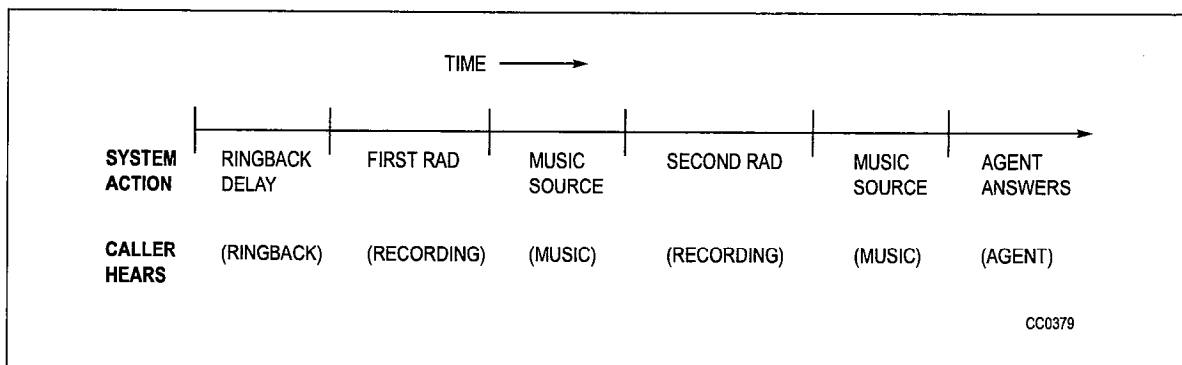 TIME
SYSTEM ACTION RINGBACK DELAY FIRST RAD MUSIC SOURCE SECOND RAD MUSIC SOURCE AGENT ANSWERS
CALLER HEARS (RINGBACK) (RECORDING) (MUSIC) (RECORDING) (MUSIC) (AGENT)
CC0379